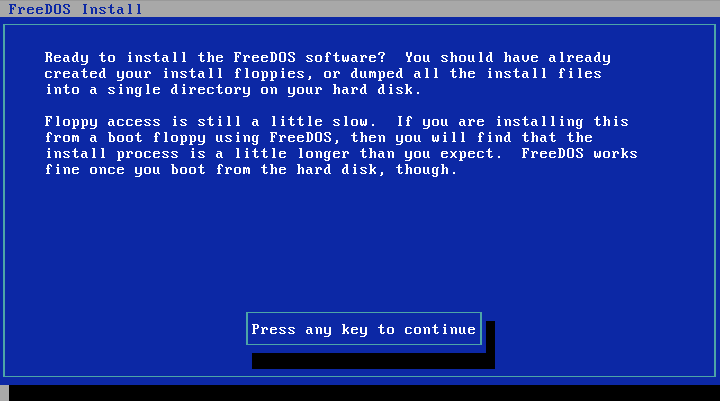 FreeDOS Install
Ready to install the FreeDOS software?  You should have already
created your install floppies, or dumped all the install files
into a single directory on your hard disk.
Floppy access is still a little slow.  If you are installing this
from a boot floppy using FreeDOS, then you will find that the
install process is a little longer than you expect.  FreeDOS works
fine once you boot from the hard disk, though.
Press any key to continue